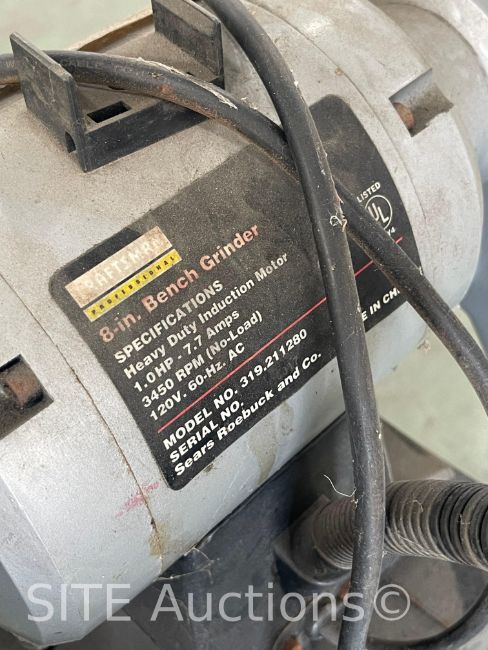 CRAFTSMAN
PROFESSIONAL
8-in. Bench Grinder
SPECIFICATIONS
Heavy Duty Induction Motor
1.0HP - 7.7 Amps
3450 RPM (No-Load)
120V. 60-Hz. AC
MODEL NO. 319.211280
SERIAL NO.
Sears Roebuck and Co.
LISTED
UL
E IN CHI
SITE Auctions©